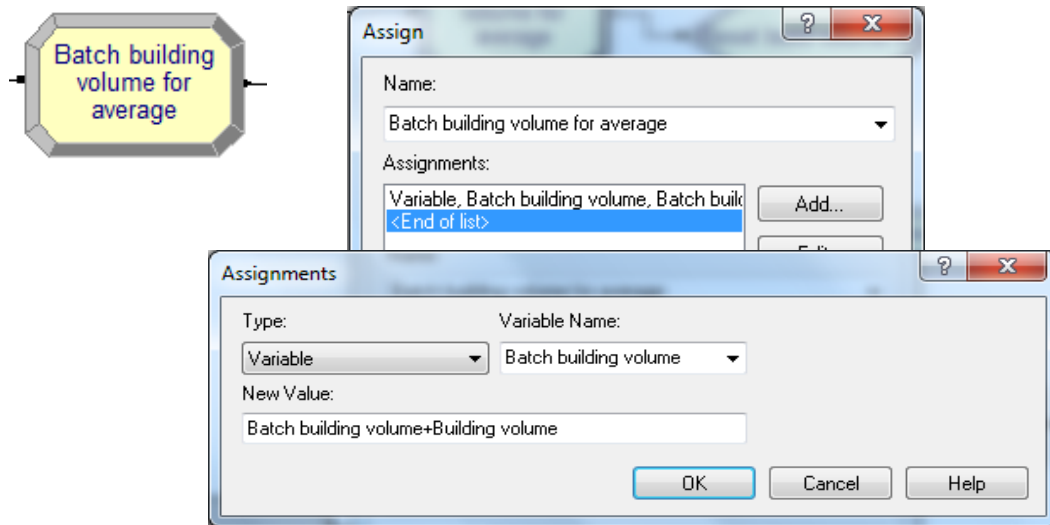 Batch building
volume for
average
Assign
Name:
Batch building volume for average
Assignments:
Variable, Batch building volume, Batch build
<End of list>
Add...
Assignments
Type:
Variable Name:
Variable
Batch building volume
New Value:
Batch building volume+Building volume
OK
Cancel
Help